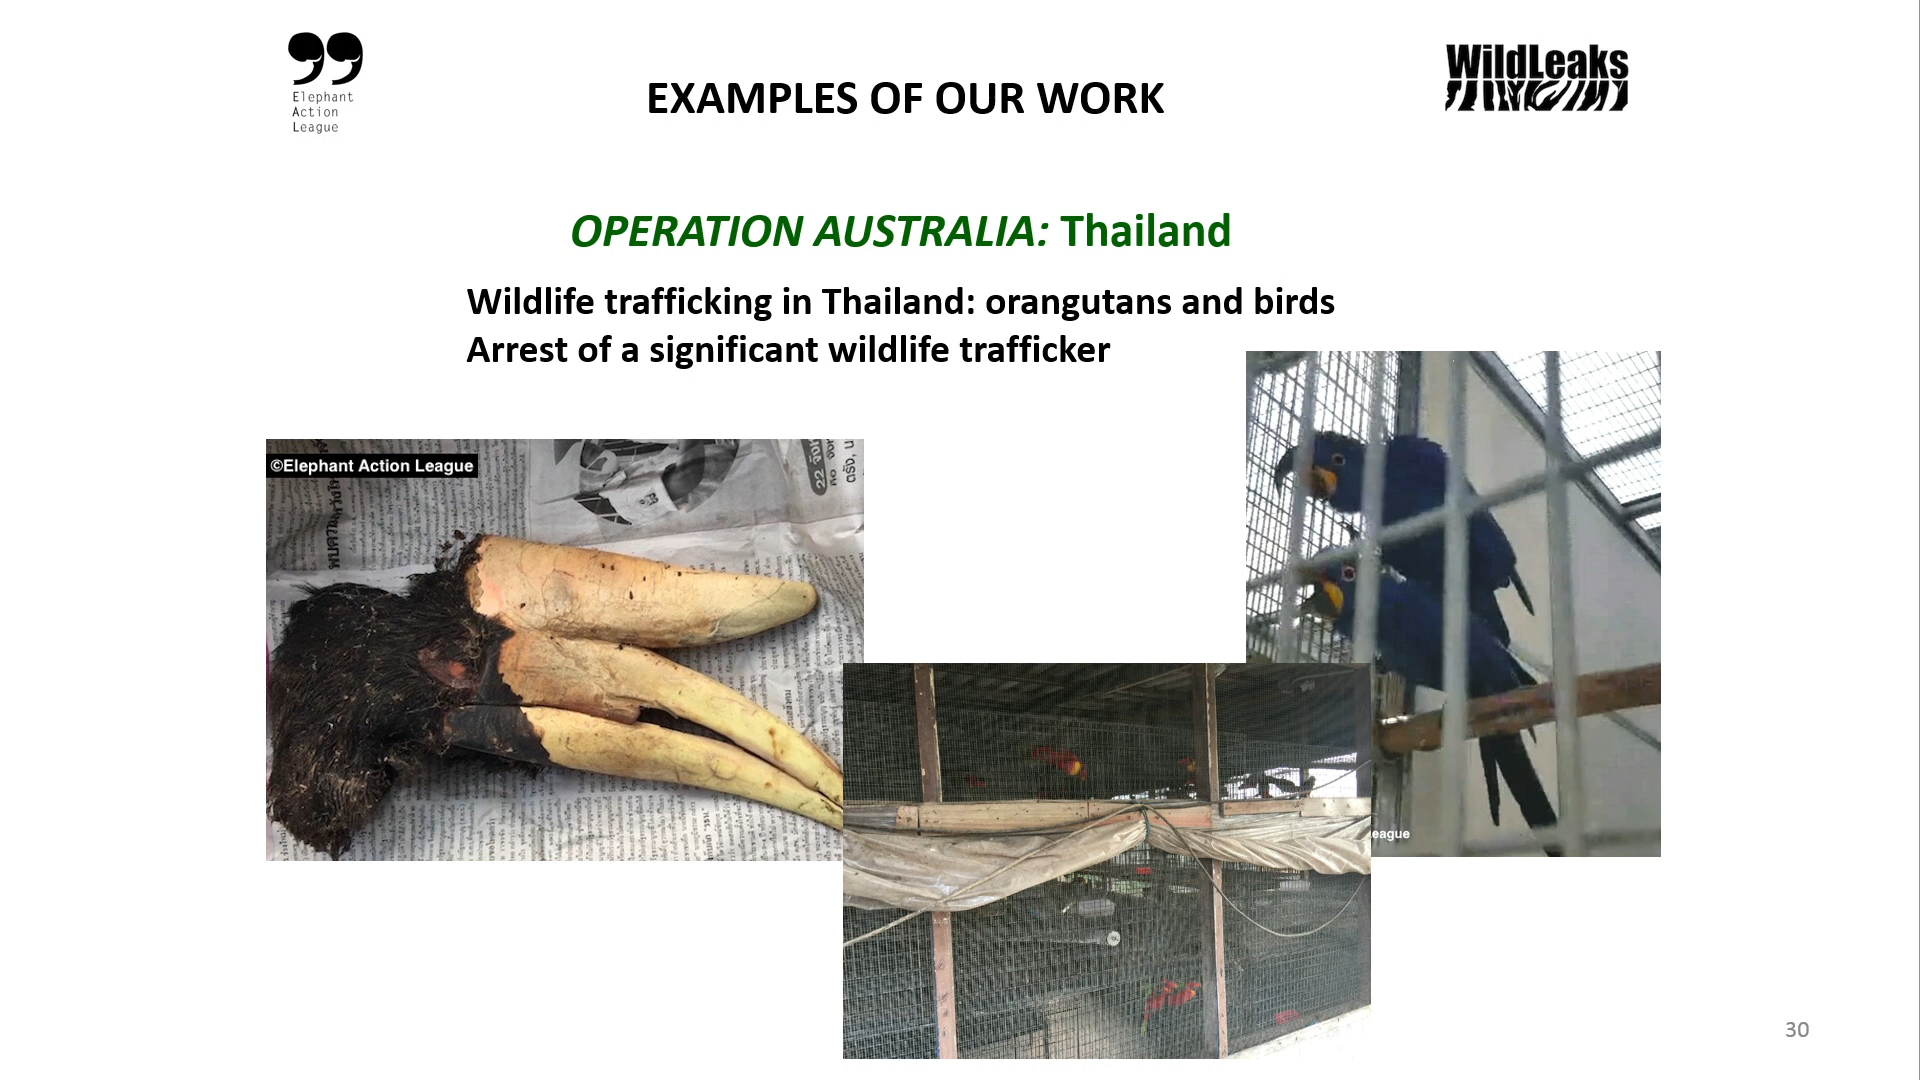 Elephant
Action
League
EXAMPLES OF OUR WORK
WildLeaks
OPERATION AUSTRALIA: Thailand
Wildlife trafficking in Thailand: orangutans and birds
Arrest of a significant wildlife trafficker
©Elephant Action League
eague
30